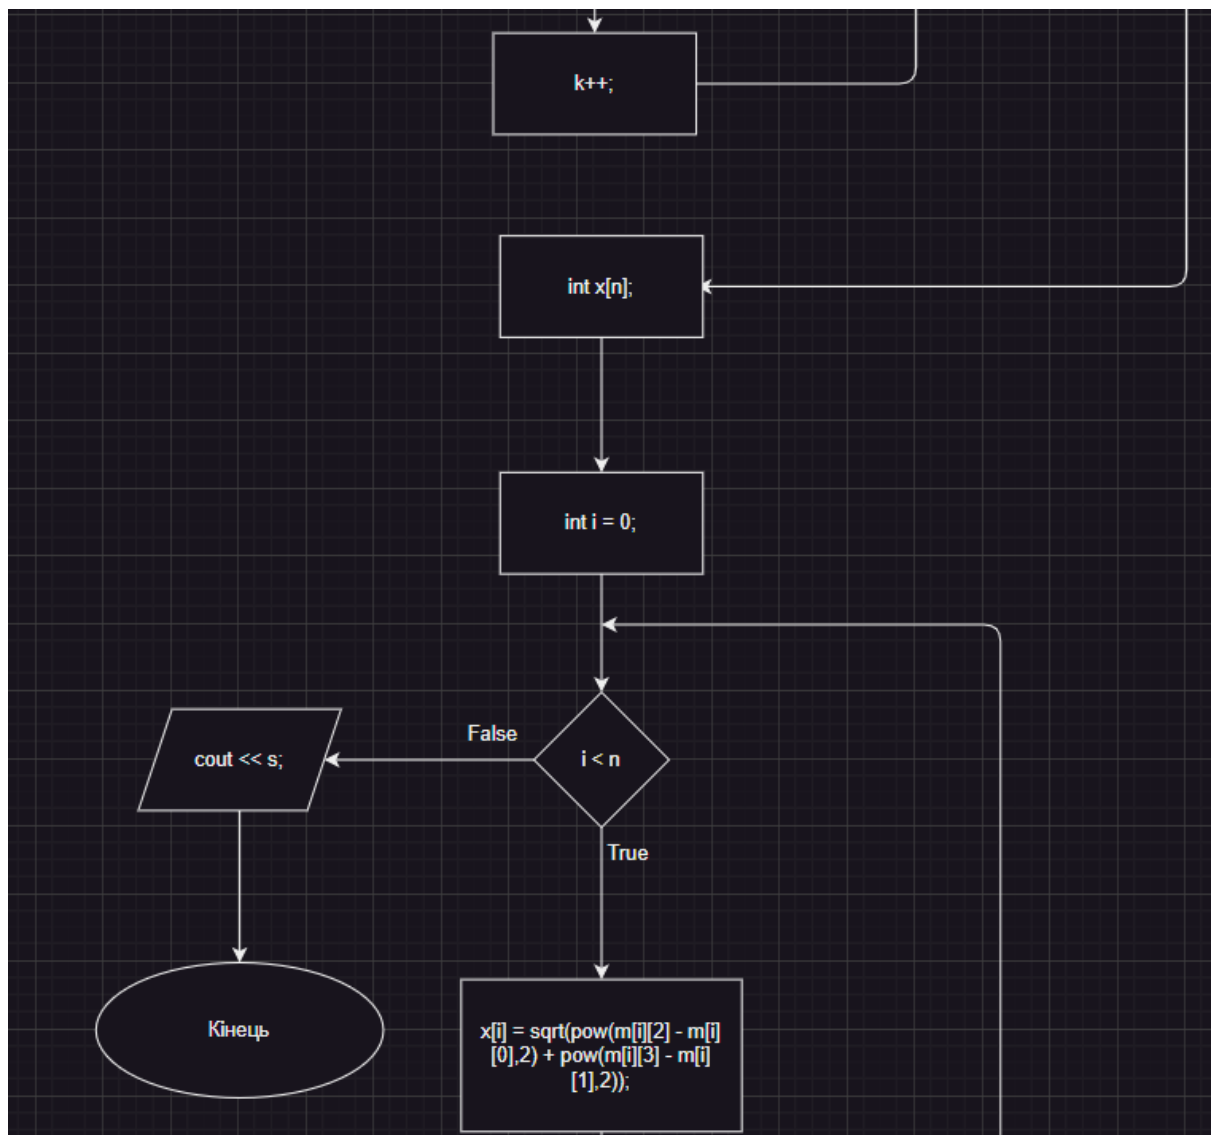 k++;
int x[n];
int i = 0;
False
cout << s;
i < n
True
Кінець
x[i] = sqrt(pow(m[i][2] - m[i]
[0],2) + pow(m[i][3] - m[i]
[1],2));